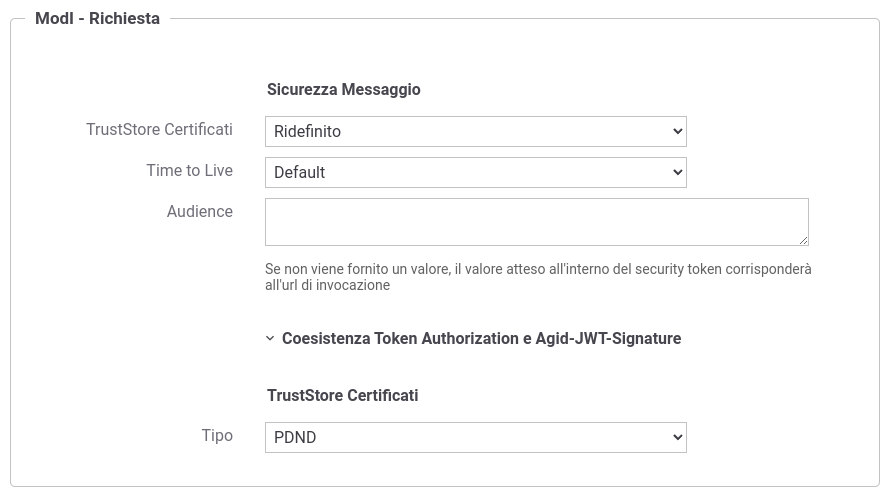 ModI - Richiesta
Sicurezza Messaggio
TrustStore Certificati
Ridefinito
Time to Live
Default
Audience
Se non viene fornito un valore, il valore atteso all'interno del security token corrisponderà
all'url di invocazione
Coesistenza Token Authorization e Agid-JWT-Signature
TrustStore Certificati
Tipo
PDND